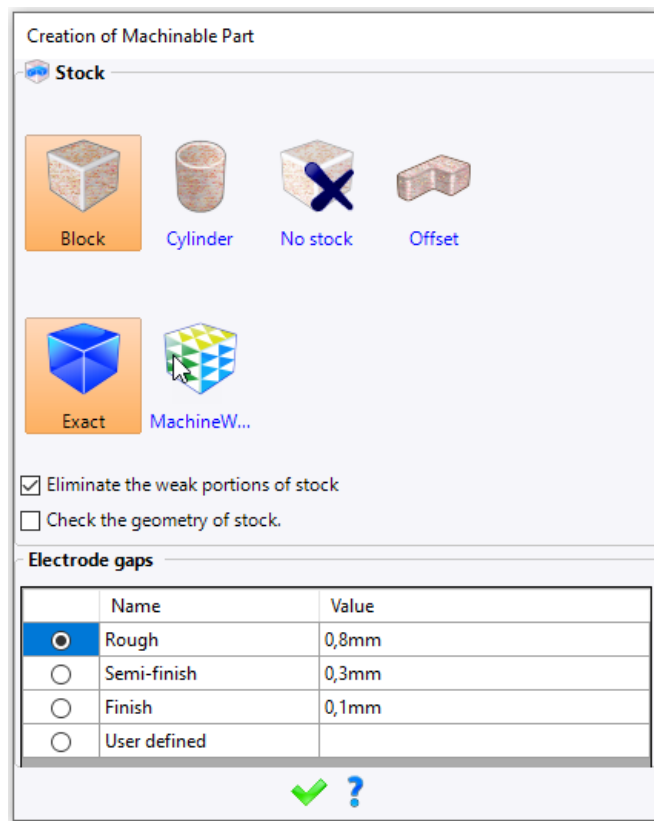 Creation of Machinable Part
Stock
Block Cylinder No stock Offset
Exact MachineW...
Eliminate the weak portions of stock
Check the geometry of stock.
Electrode gaps
Name Value
Rough 0,8mm
Semi-finish 0,3mm
Finish 0,1mm
User defined